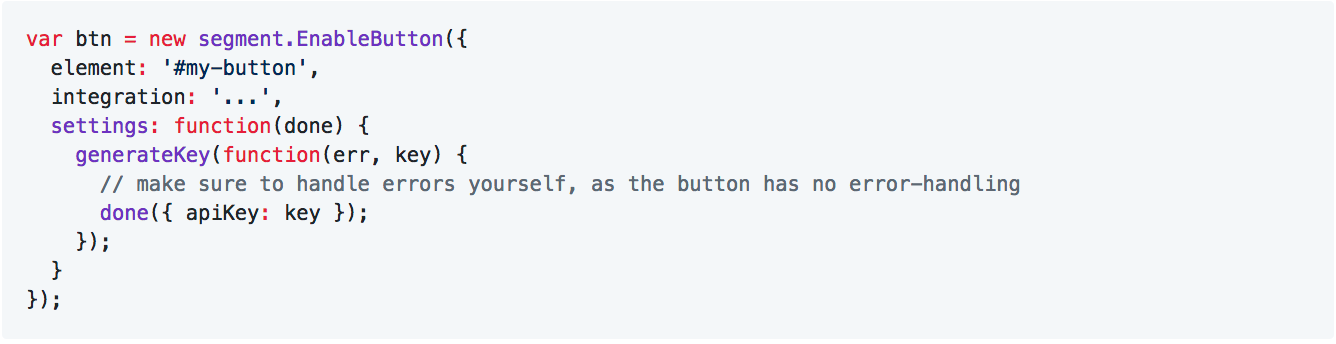 var btn = new segment.EnableButton({
  element: '#my-button',
  integration: '...',
  settings: function(done) {
    generateKey(function(err, key) {
      // make sure to handle errors yourself, as the button has no error-handling
      done({ apiKey: key });
    });
  }
});